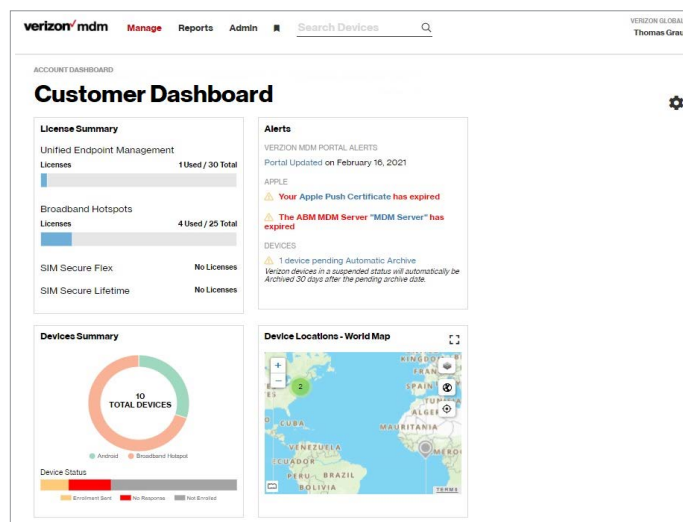 verizon✓ mdm Manage Reports Admin Search Devices
VERIZON GLOBAL
Thomas Grau
ACCOUNT DASHBOARD
Customer Dashboard
License Summary
Unified Endpoint Management
Licenses 1 Used / 30 Total
Broadband Hotspots
Licenses 4 Used / 25 Total
SIM Secure Flex No Licenses
SIM Secure Lifetime No Licenses
Alerts
VERZION MDM PORTAL ALERTS
Portal Updated on February 16, 2021
APPLE
Your Apple Push Certificate has expired
The ABM MDM Server "MDM Server" has
expired
DEVICES
1 device pending Automatic Archive
Verizon devices in a suspended status will automatically be
Archived 30 days after the pending archive date.
Devices Summary
10
TOTAL DEVICES
Android Broadband Hotspot
Device Status
Enrollment Sent No Response Not Enrolled
Device Locations - World Map
+
−
2
KINGDO
FRAN
SPAIN
TUNI
ALGE
CUBA
MAURITANIA
VENEZUELA
ECUADOR
MERO
PERU BRAZIL
BOLIVIA
TERMS